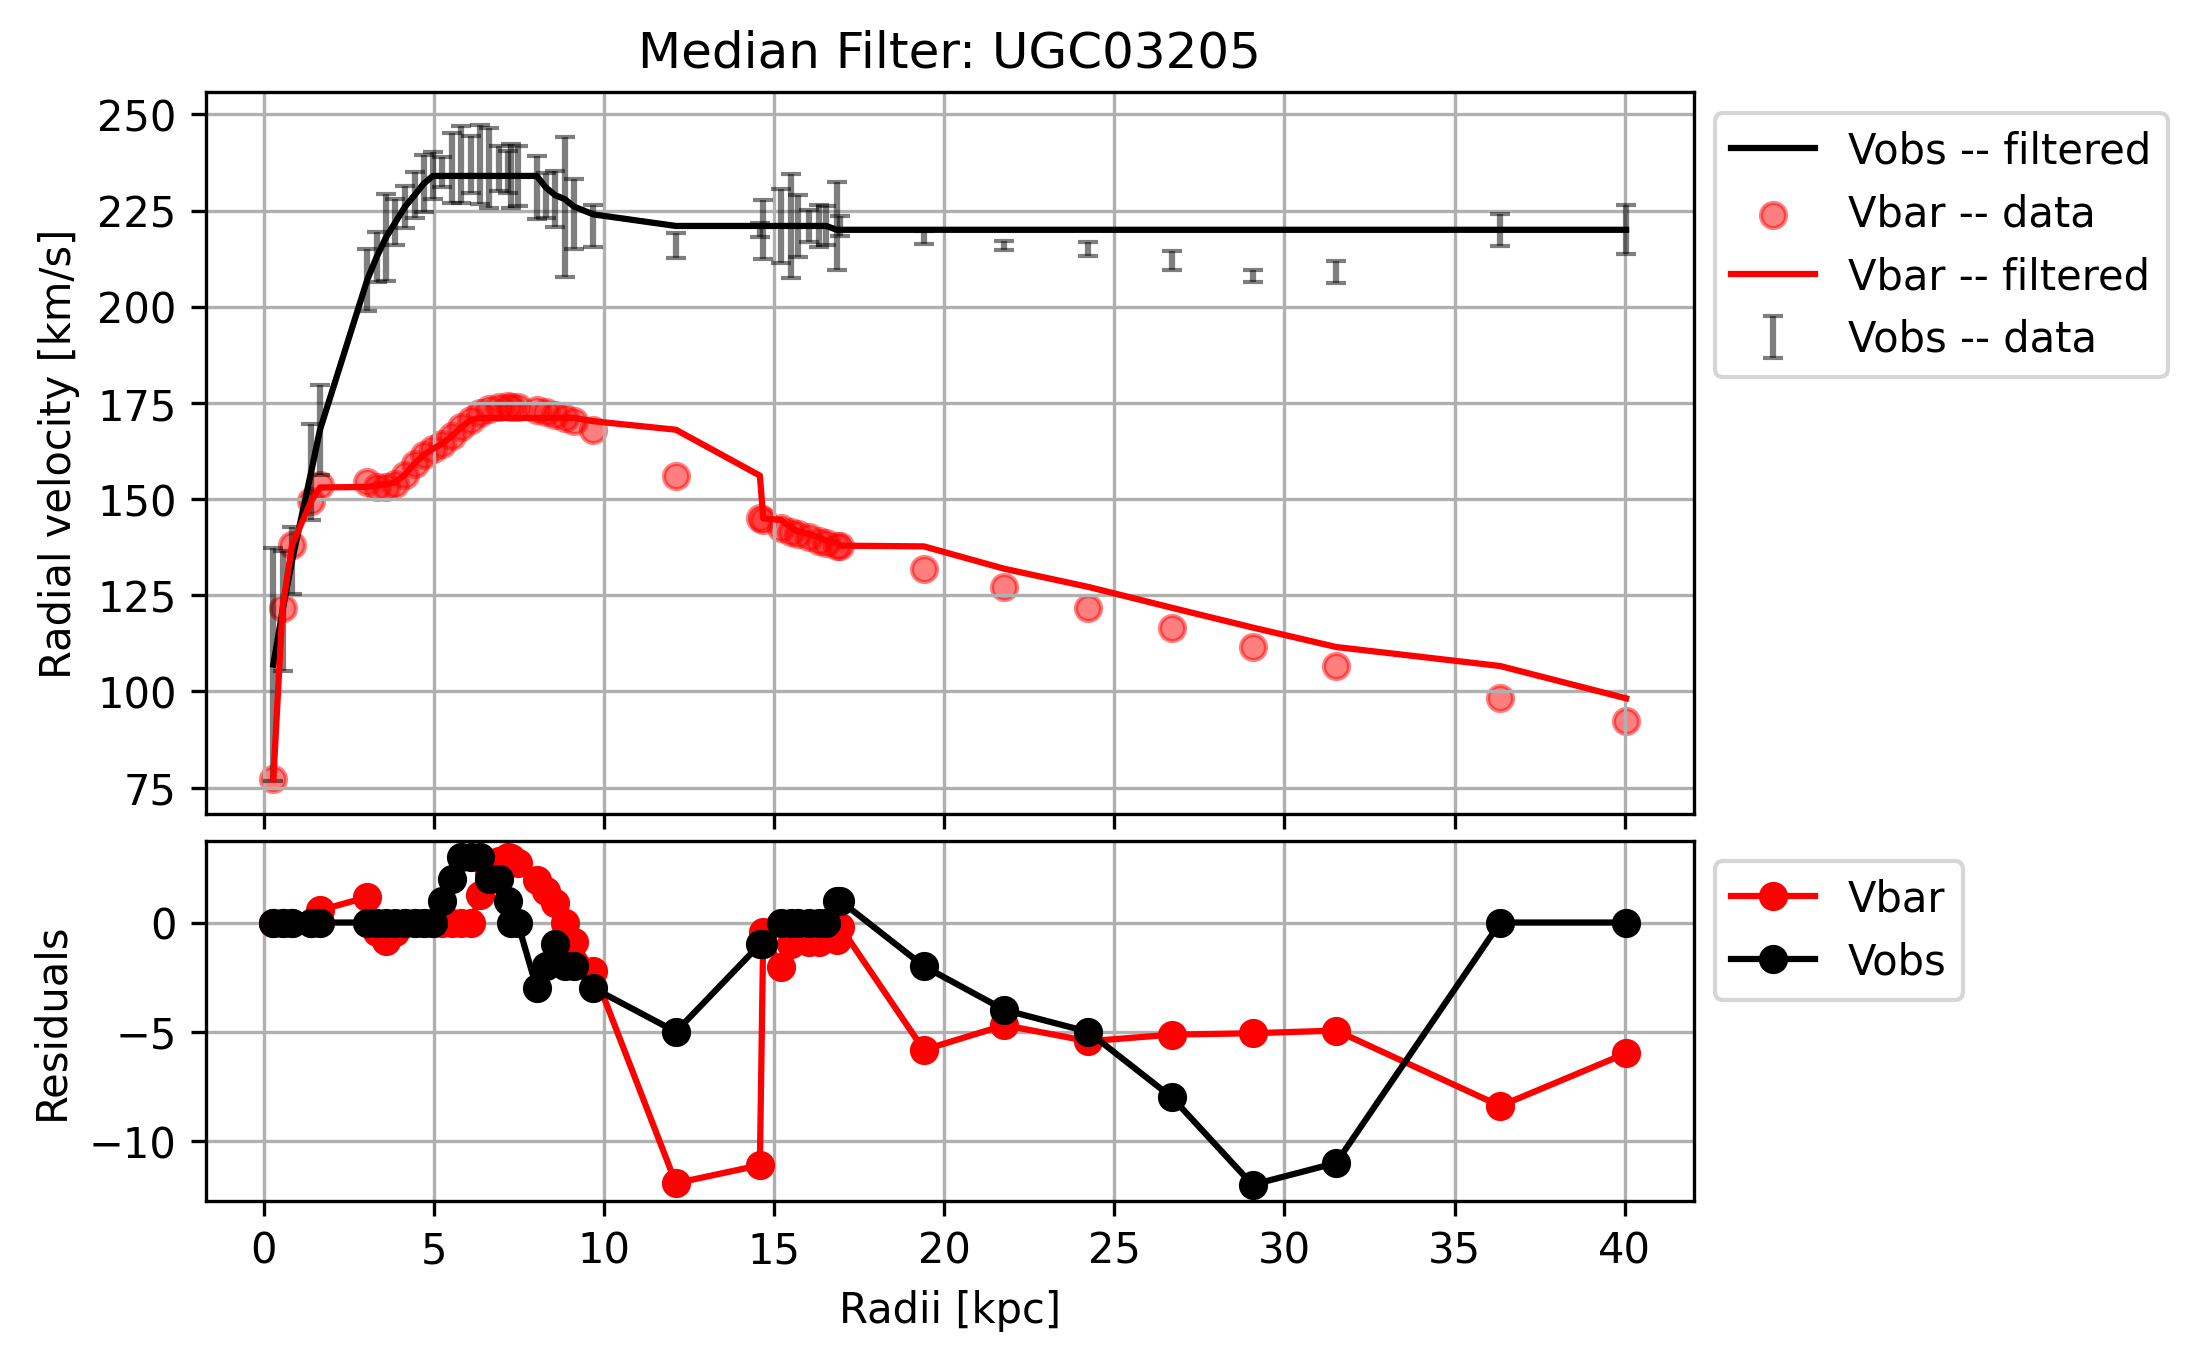 Median Filter: UGC03205
Radial velocity [km/s]
250
225
200
175
150
125
100
75
Vobs -- filtered
Vbar -- data
Vbar -- filtered
Vobs -- data
Residuals
0
−5
−10
Vbar
Vobs
0 5 10 15 20 25 30 35 40
Radii [kpc]